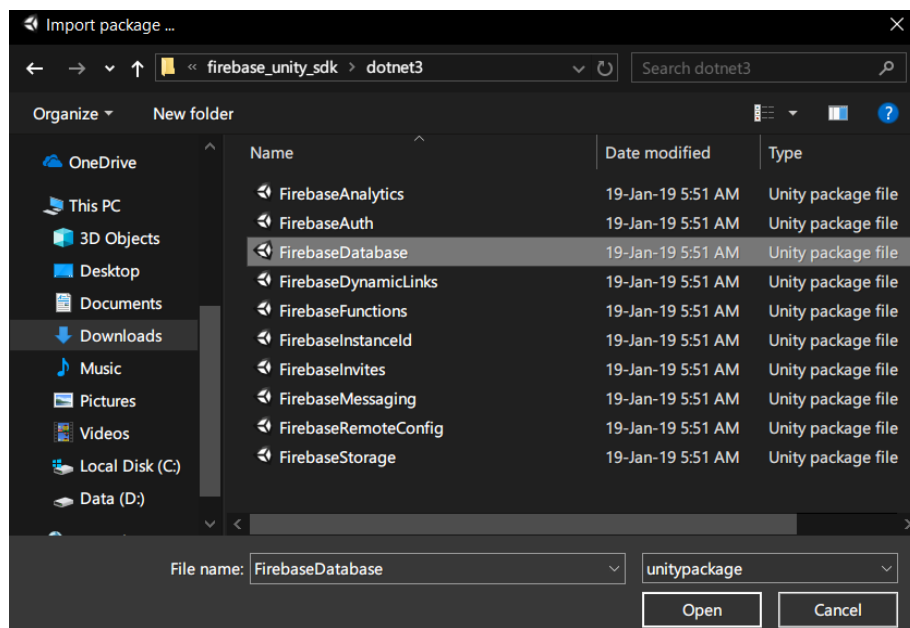 Import package ...
« firebase_unity_sdk > dotnet3
Search dotnet3
Organize
New folder
?
Name
Date modified
Type
OneDrive
This PC
3D Objects
Desktop
Documents
Downloads
Music
Pictures
Videos
Local Disk (C:)
Data (D:)
FirebaseAnalytics 19-Jan-19 5:51 AM Unity package file
FirebaseAuth 19-Jan-19 5:51 AM Unity package file
FirebaseDatabase 19-Jan-19 5:51 AM Unity package file
FirebaseDynamicLinks 19-Jan-19 5:51 AM Unity package file
FirebaseFunctions 19-Jan-19 5:51 AM Unity package file
FirebaseInstanceId 19-Jan-19 5:51 AM Unity package file
FirebaseInvites 19-Jan-19 5:51 AM Unity package file
FirebaseMessaging 19-Jan-19 5:51 AM Unity package file
FirebaseRemoteConfig 19-Jan-19 5:51 AM Unity package file
FirebaseStorage 19-Jan-19 5:51 AM Unity package file
File name: FirebaseDatabase
unitypackage
Open
Cancel